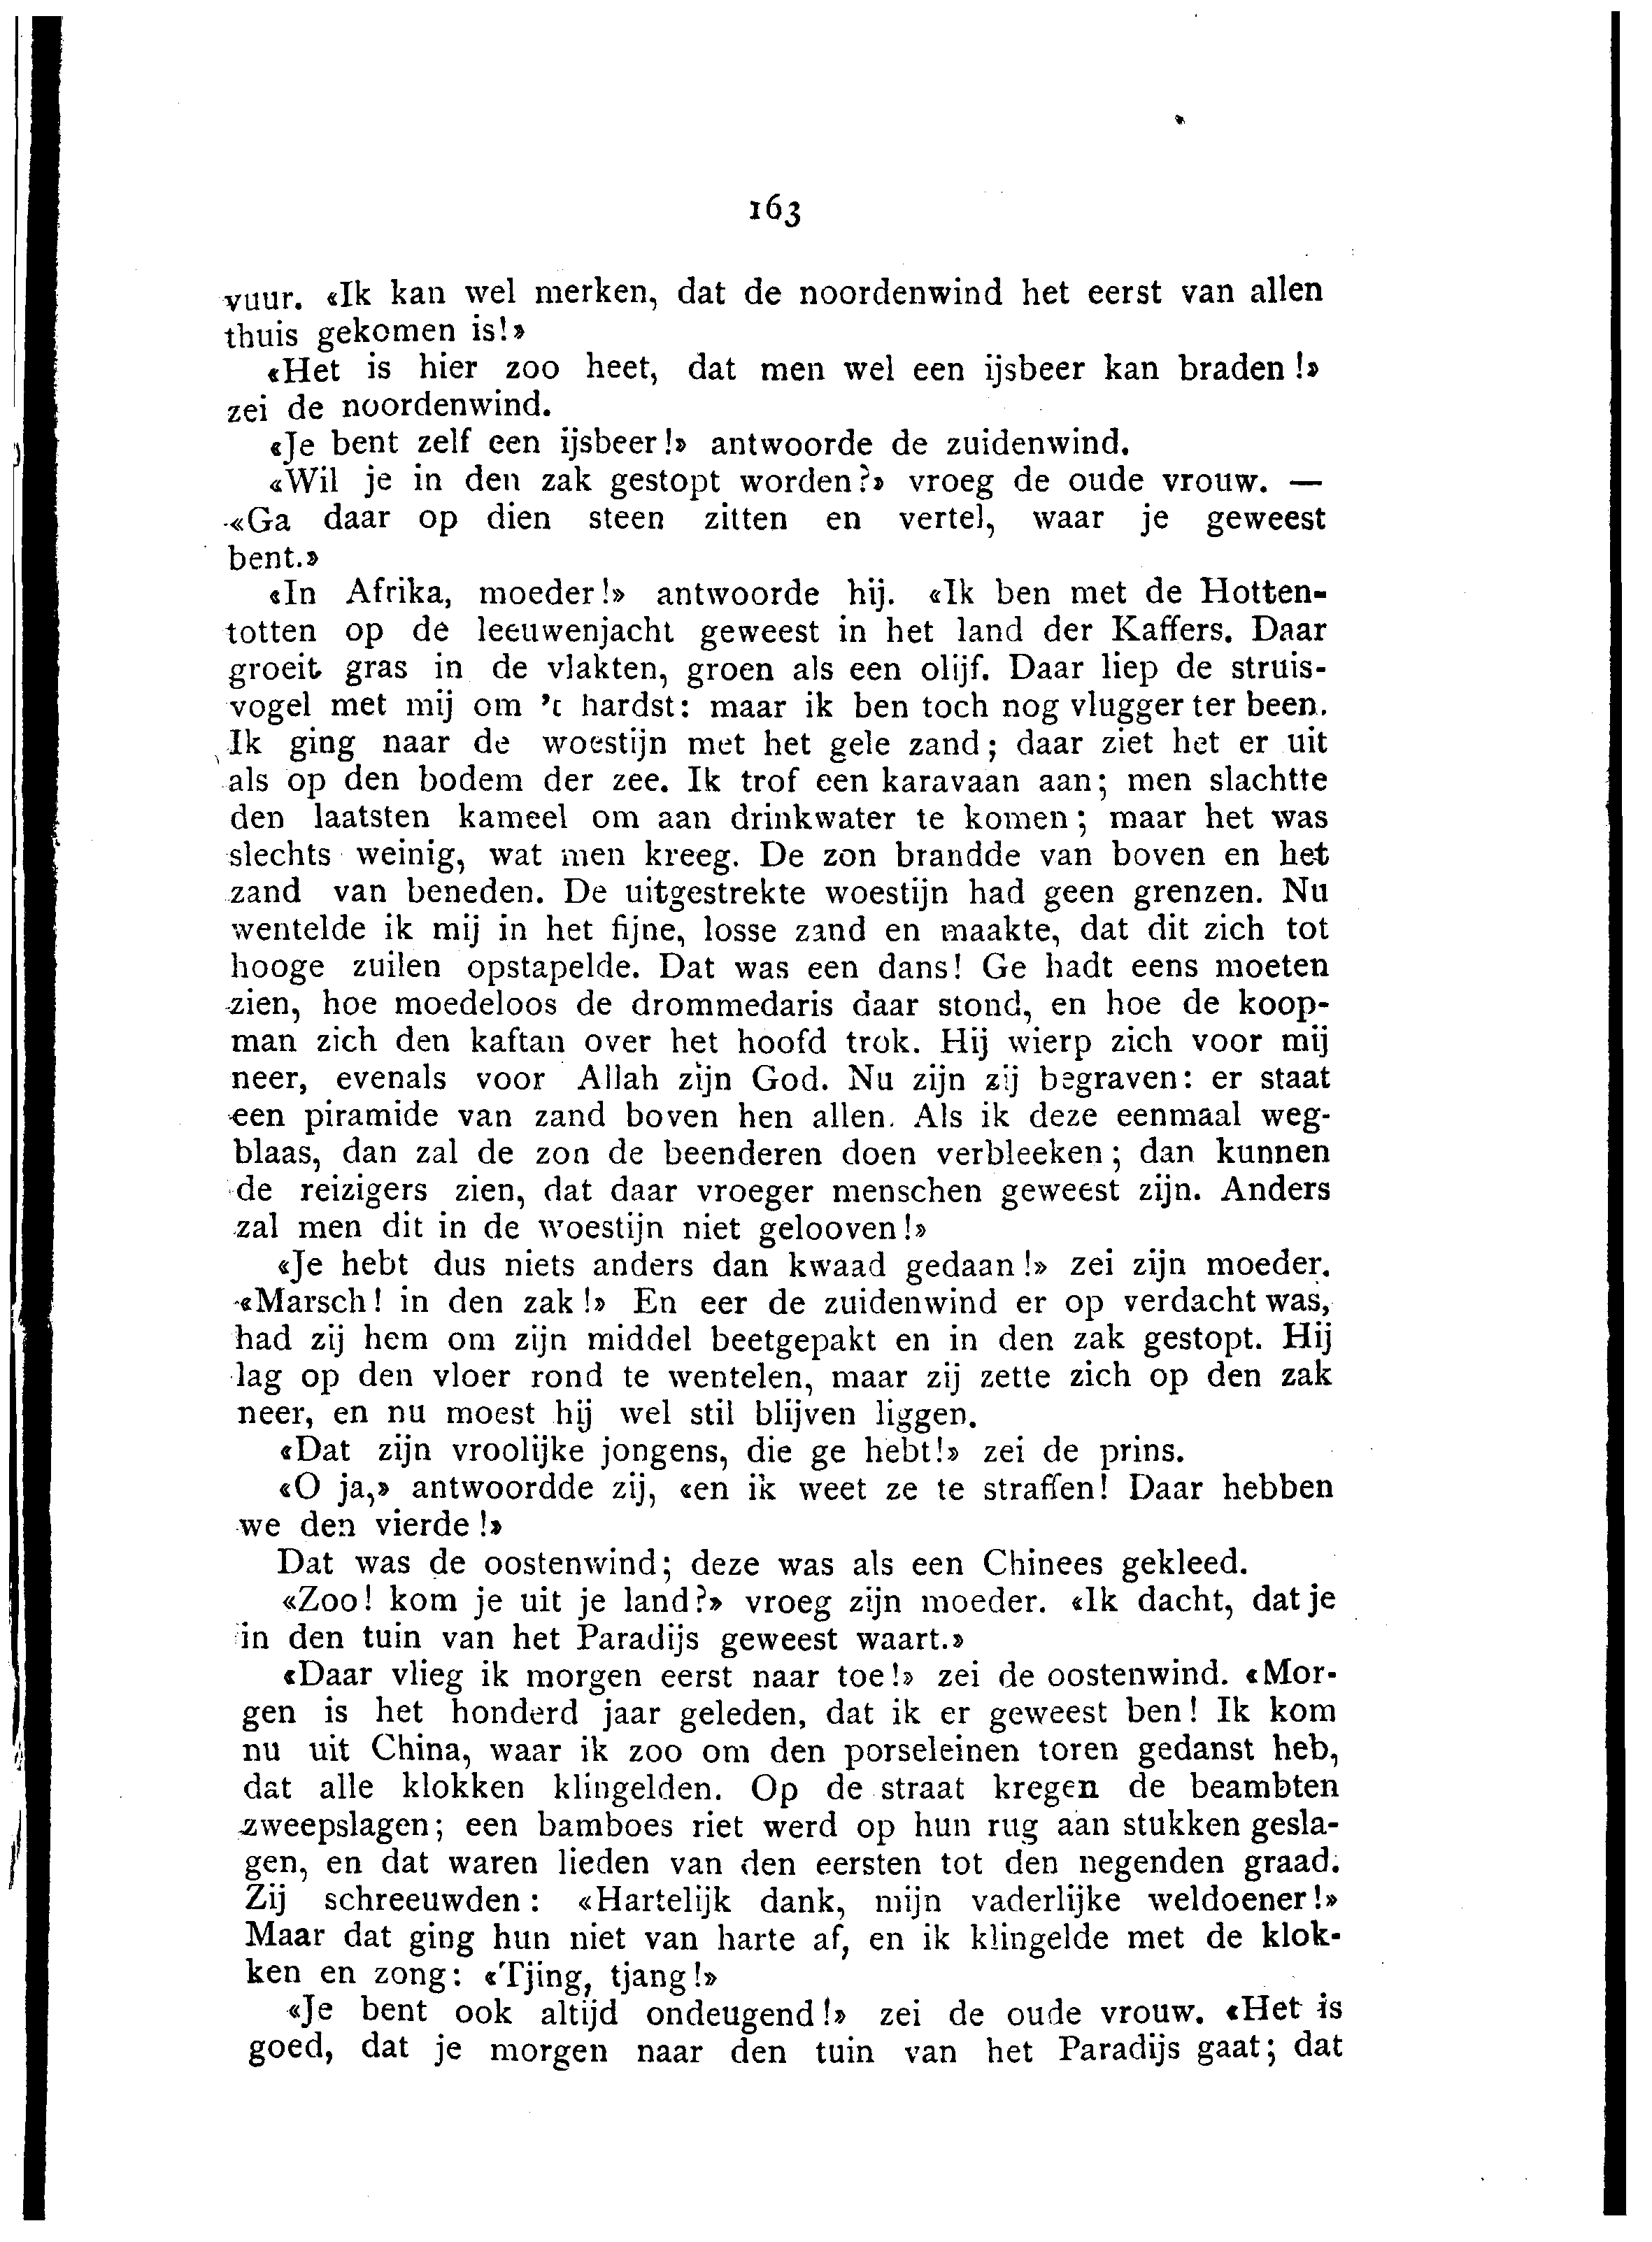 163
vuur. «Ik kan wel merken, dat de noordenwind het eerst van allen
thuis gekomen is!»
«Het is hier zoo heet, dat men wel een ijsbeer kan braden!»
zei de noordenwind.
«Je bent zelf een ijsbeer!» antwoorde de zuidenwind.
«Wil je in den zak gestopt worden?» vroeg de oude vrouw. —
«Ga daar op dien steen zitten en vertel, waar je geweest
bent.»
«In Afrika, moeder!» antwoorde hij. «Ik ben met de Hotten-
totten op de leeuwenjacht geweest in het land der Kaffers. Daar
groeit gras in de vlakten, groen als een olijf. Daar liep de struis-
vogel met mij om 't hardst: maar ik ben toch nog vlugger ter been.
Ik ging naar de woestijn met het gele zand; daar ziet het er uit
als op den bodem der zee. Ik trof een karavaan aan; men slachtte
den laatsten kameel om aan drinkwater te komen; maar het was
slechts weinig, wat men kreeg. De zon brandde van boven en het
zand van beneden. De uitgestrekte woestijn had geen grenzen. Nu
wentelde ik mij in het fijne, losse zand en maakte, dat dit zich tot
hooge zuilen opstapelde. Dat was een dans! Ge hadt eens moeten
zien, hoe moedeloos de drommedaris daar stond, en hoe de koop-
man zich den kaftan over het hoofd trok. Hij wierp zich voor mij
neer, evenals voor Allah zijn God. Nu zijn zij begraven: er staat
een piramide van zand boven hen allen. Als ik deze eenmaal weg-
blaas, dan zal de zon de beenderen doen verbleeken; dan kunnen
de reizigers zien, dat daar vroeger menschen geweest zijn. Anders
zal men dit in de woestijn niet gelooven!»
«Je hebt dus niets anders dan kwaad gedaan!» zei zijn moeder.
«Marsch! in den zak!» En eer de zuidenwind er op verdacht was,
had zij hem om zijn middel beetgepakt en in den zak gestopt. Hij
lag op den vloer rond te wentelen, maar zij zette zich op den zak
neer, en nu moest hij wel stil blijven liggen.
«Dat zijn vroolijke jongens, die ge hebt!» zei de prins.
«O ja,» antwoordde zij, «en ik weet ze te straffen! Daar hebben
we den vierde!»
Dat was de oostenwind; deze was als een Chinees gekleed.
«Zoo! kom je uit je land?» vroeg zijn moeder. «Ik dacht, dat je
in den tuin van het Paradijs geweest waart.»
«Daar vlieg ik morgen eerst naar toe!» zei de oostenwind. «Mor-
gen is het honderd jaar geleden, dat ik er geweest ben! Ik kom
nu uit China, waar ik zoo om den porseleinen toren gedanst heb,
dat alle klokken klingelden. Op de straat kregen de beambten
zweepslagen; een bamboes riet werd op hun rug aan stukken gesla-
gen, en dat waren lieden van den eersten tot den negenden graad.
Zij schreeuwden: «Hartelijk dank, mijn vaderlijke weldoener!»
Maar dat ging hun niet van harte af, en ik klingelde met de klok-
ken en zong: «Tjing, tjang!»
«Je bent ook altijd ondeugend!» zei de oude vrouw. «Het is
goed, dat je morgen naar den tuin van het Paradijs gaat; dat